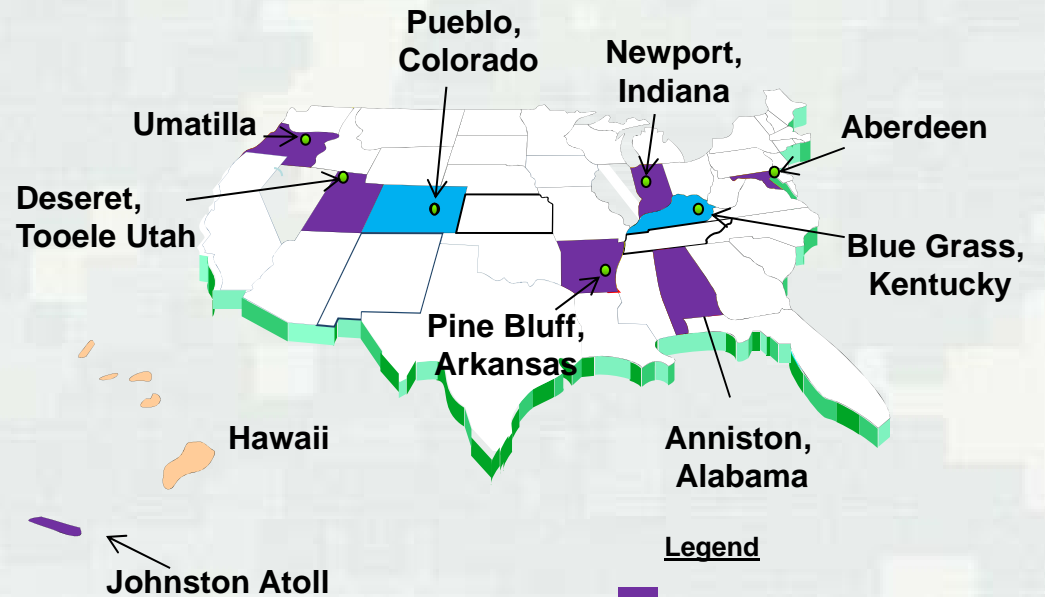 Pueblo,
Colorado
Newport,
Indiana
Umatilla
Aberdeen
Deseret,
Tooele Utah
Blue Grass,
Kentucky
Pine Bluff,
Arkansas
Hawaii
Anniston,
Alabama
Legend
Johnston Atoll